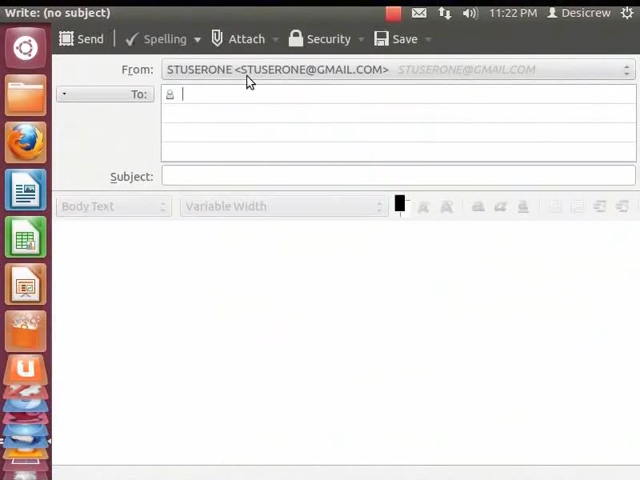 Write: (no subject)
11:22 PM
Desicrew
Send
Spelling
Attach
Security
Save
From:
STUSERONE <STUSERONE@GMAIL.COM>
STUSERONE@GMAIL.COM
To:
Subject:
Body Text
Variable Width